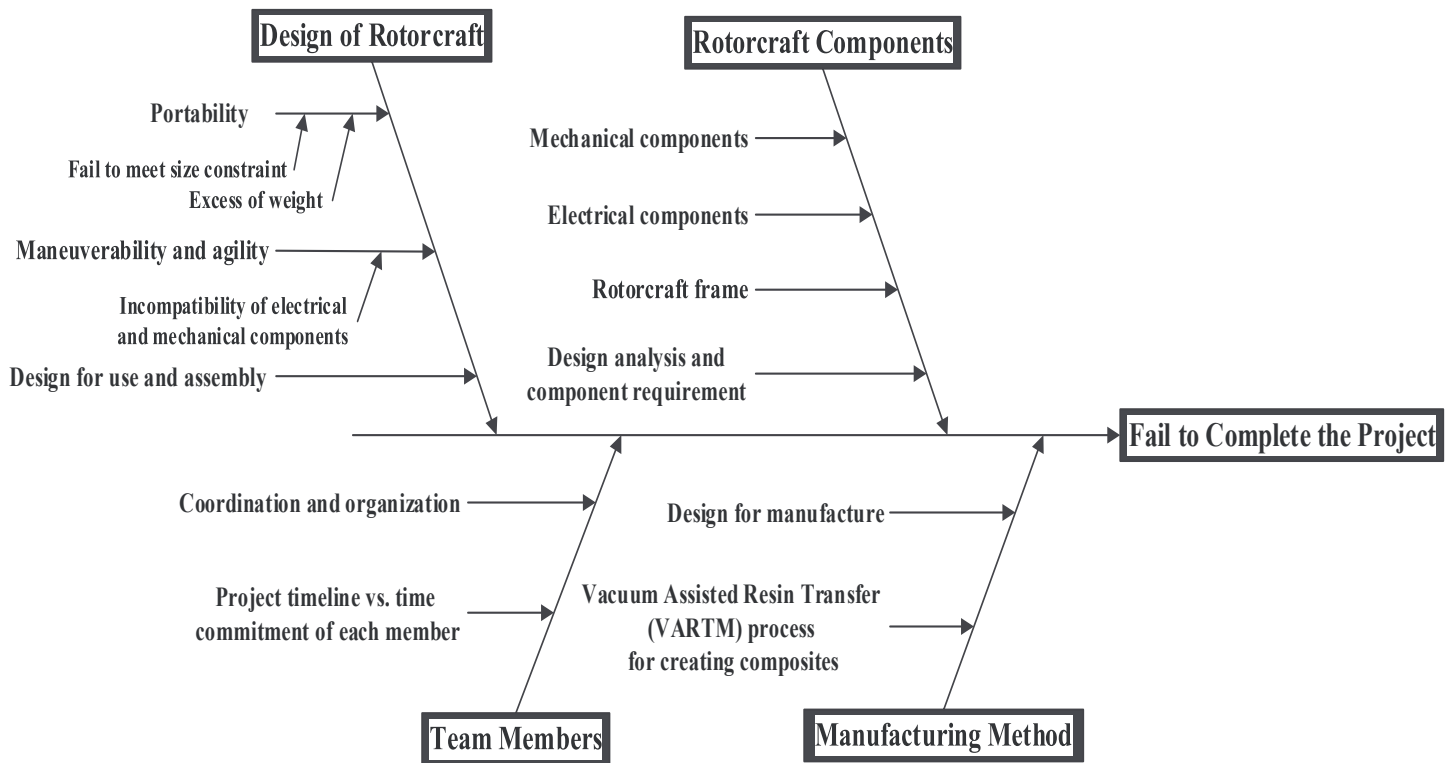 Design of Rotorcraft
Rotorcraft Components
Portability
Fail to meet size constraint
Excess of weight
Maneuverability and agility
Incompatibility of electrical
and mechanical components
Design for use and assembly
Mechanical components
Electrical components
Rotorcraft frame
Design analysis and
component requirement
Fail to Complete the Project
Coordination and organization
Project timeline vs. time
commitment of each member
Design for manufacture
Vacuum Assisted Resin Transfer
(VARTM) process
for creating composites
Team Members
Manufacturing Method